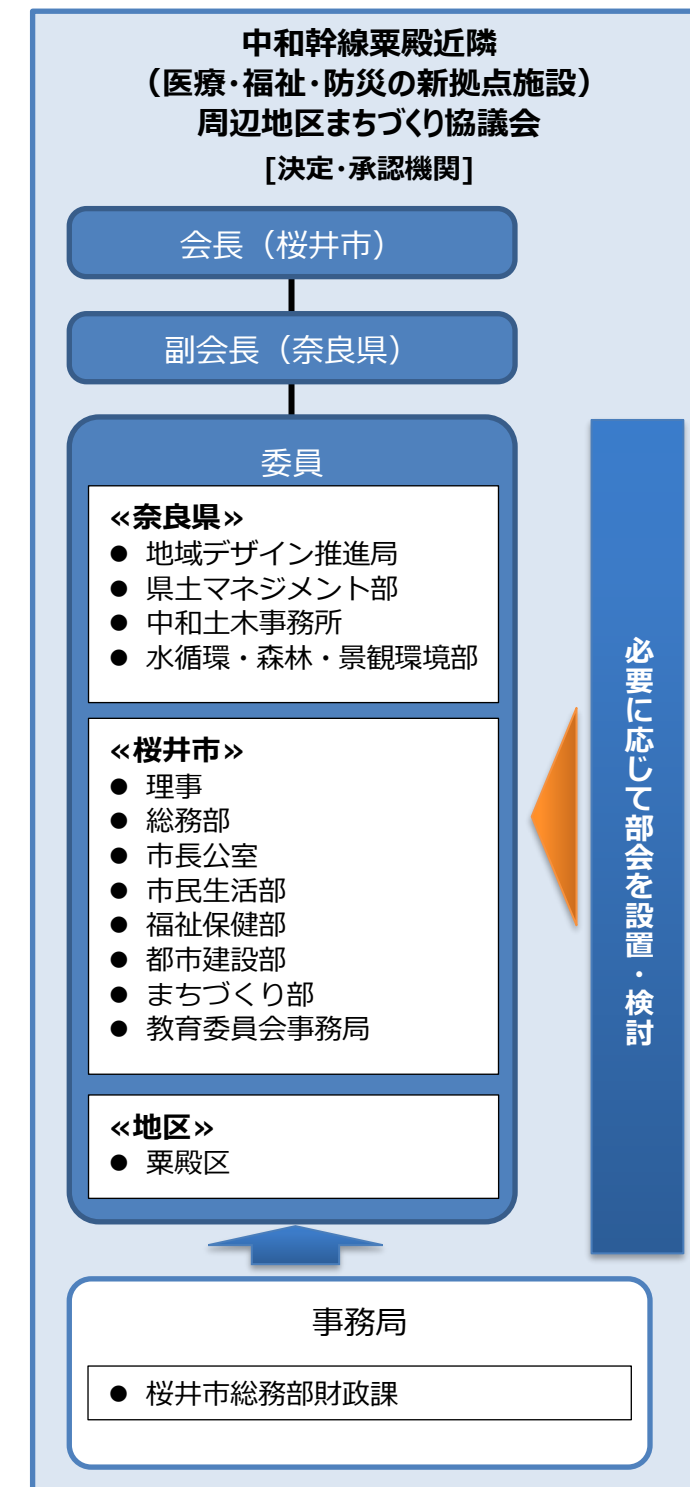 中和幹線粟殿近隣
（医療・福祉・防災の新拠点施設）
周辺地区まちづくり協議会
[決定・承認機関]
会長（桜井市）
副会長（奈良県）
委員
≪奈良県≫
● 地域デザイン推進局
● 県土マネジメント部
● 中和土木事務所
● 水循環・森林・景観環境部
≪桜井市≫
● 理事
● 総務部
● 市長公室
● 市民生活部
● 福祉保健部
● 都市建設部
● まちづくり部
● 教育委員会事務局
≪地区≫
● 粟殿区
必要に応じて部会を設置・検討
事務局
● 桜井市総務部財政課